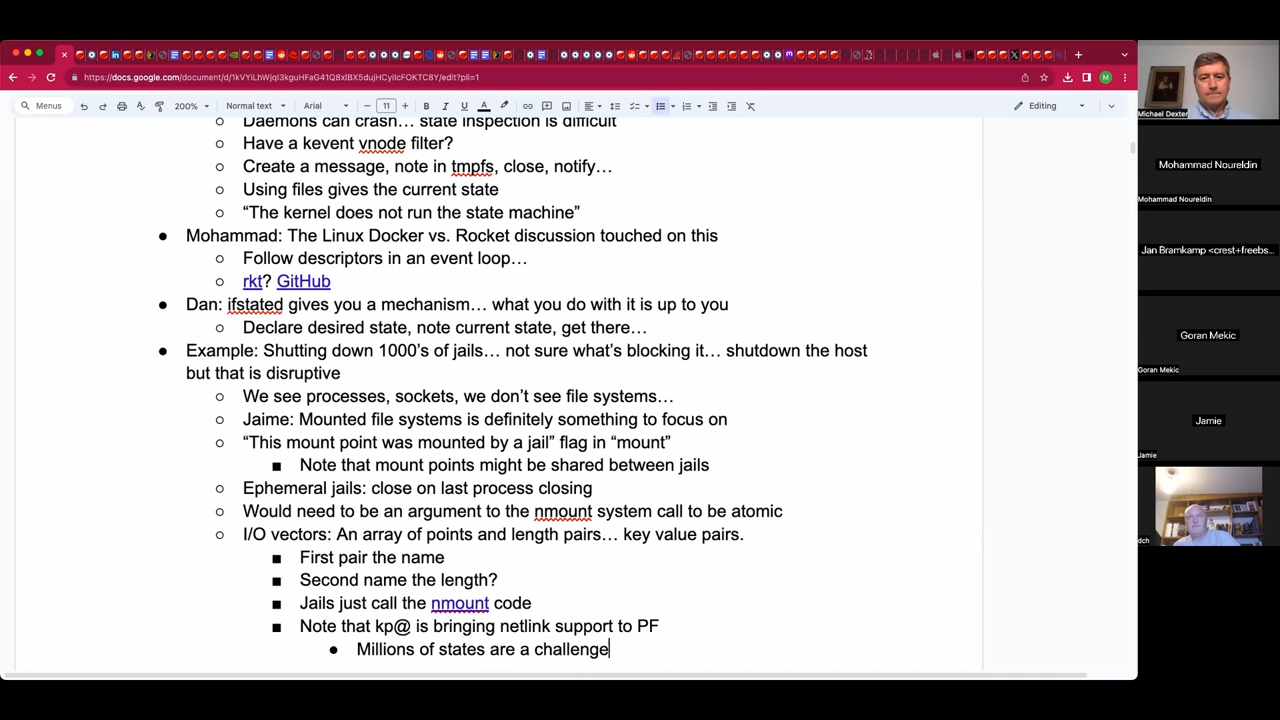 https://docs.google.com/document/d/1kVYiLhWjqI3kguHFaG41Q8xlBX5dujHCyilcFOKTC8Y/edit?pli=1
M
Menus
200%
Normal text
Arial
11
Editing
Daemons can crash… state inspection is difficult
Have a kevent vnode filter?
Create a message, note in tmpfs, close, notify…
Using files gives the current state
“The kernel does not run the state machine”
Mohammad: The Linux Docker vs. Rocket discussion touched on this
Follow descriptors in an event loop…
rkt? GitHub
Dan: ifstated gives you a mechanism… what you do with it is up to you
Declare desired state, note current state, get there…
Example: Shutting down 1000’s of jails… not sure what’s blocking it… shutdown the host
but that is disruptive
We see processes, sockets, we don’t see file systems…
Jaime: Mounted file systems is definitely something to focus on
“This mount point was mounted by a jail” flag in “mount”
Note that mount points might be shared between jails
Ephemeral jails: close on last process closing
Would need to be an argument to the nmount system call to be atomic
I/O vectors: An array of points and length pairs… key value pairs.
First pair the name
Second name the length?
Jails just call the nmount code
Note that kp@ is bringing netlink support to PF
Millions of states are a challenge
Michael Dexter
Mohammad Noureldin
Mohammad Noureldin
Jan Bramkamp <crest+freebs...
Goran Mekic
Goran Mekic
Jamie
Jamie
dch